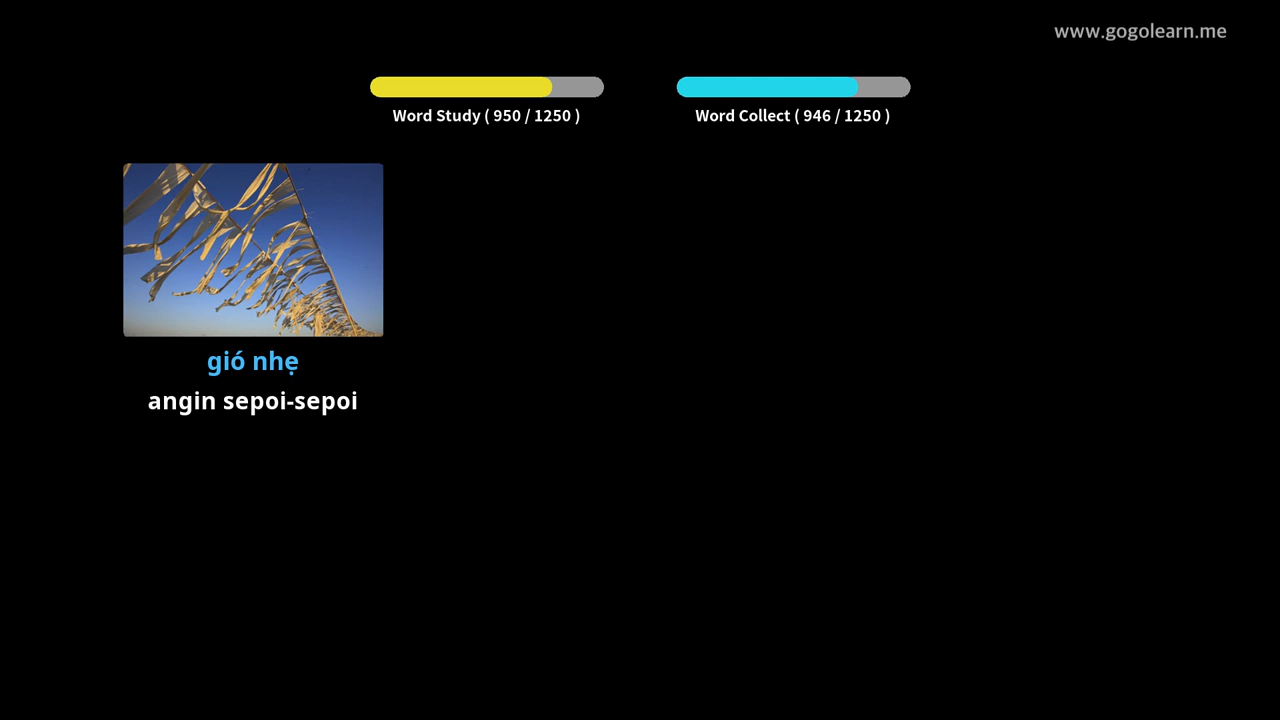 www.gogolearn.me
Word Study ( 950 / 1250 )
Word Collect ( 946 / 1250 )
gió nhẹ
angin sepoi-sepoi